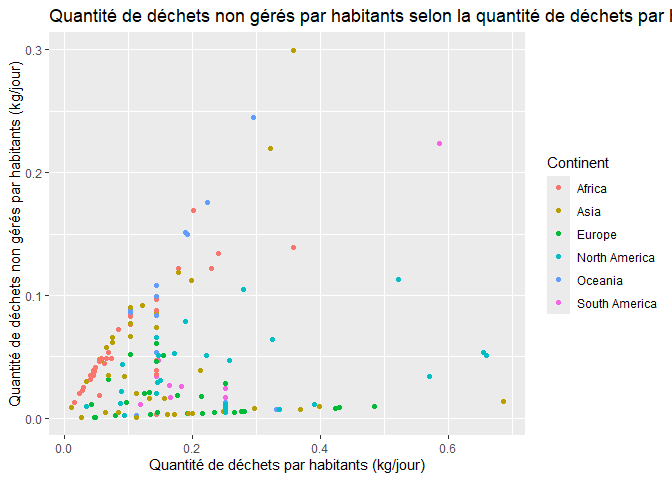 Quantité de déchets non gérés par habitants selon la quantité de déchets par
0.3
0.2
0.1
0.0
Quantité de déchets non gérés par habitants (kg/jour)
0.0 0.2 0.4 0.6
Quantité de déchets par habitants (kg/jour)
Continent
Africa
Asia
Europe
North America
Oceania
South America